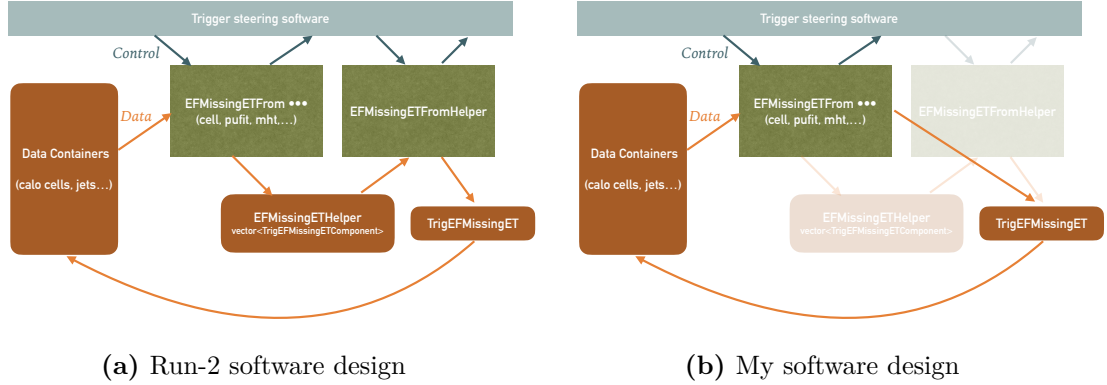 Trigger steering software
Control
EFMissingETFrom •••
(cell, pufit, mht,...)
EFMissingETFromHelper
Data
Data Containers
(calo cells, jets...)
EFMissingETHelper
vector<TrigEFMissingETComponent>
TrigEFMissingET
(a) Run-2 software design
Trigger steering software
Control
EFMissingETFrom •••
(cell, pufit, mht,...)
EFMissingETFromHelper
Data
Data Containers
(calo cells, jets...)
EFMissingETHelper
vector<TrigEFMissingETComponent>
TrigEFMissingET
(b) My software design